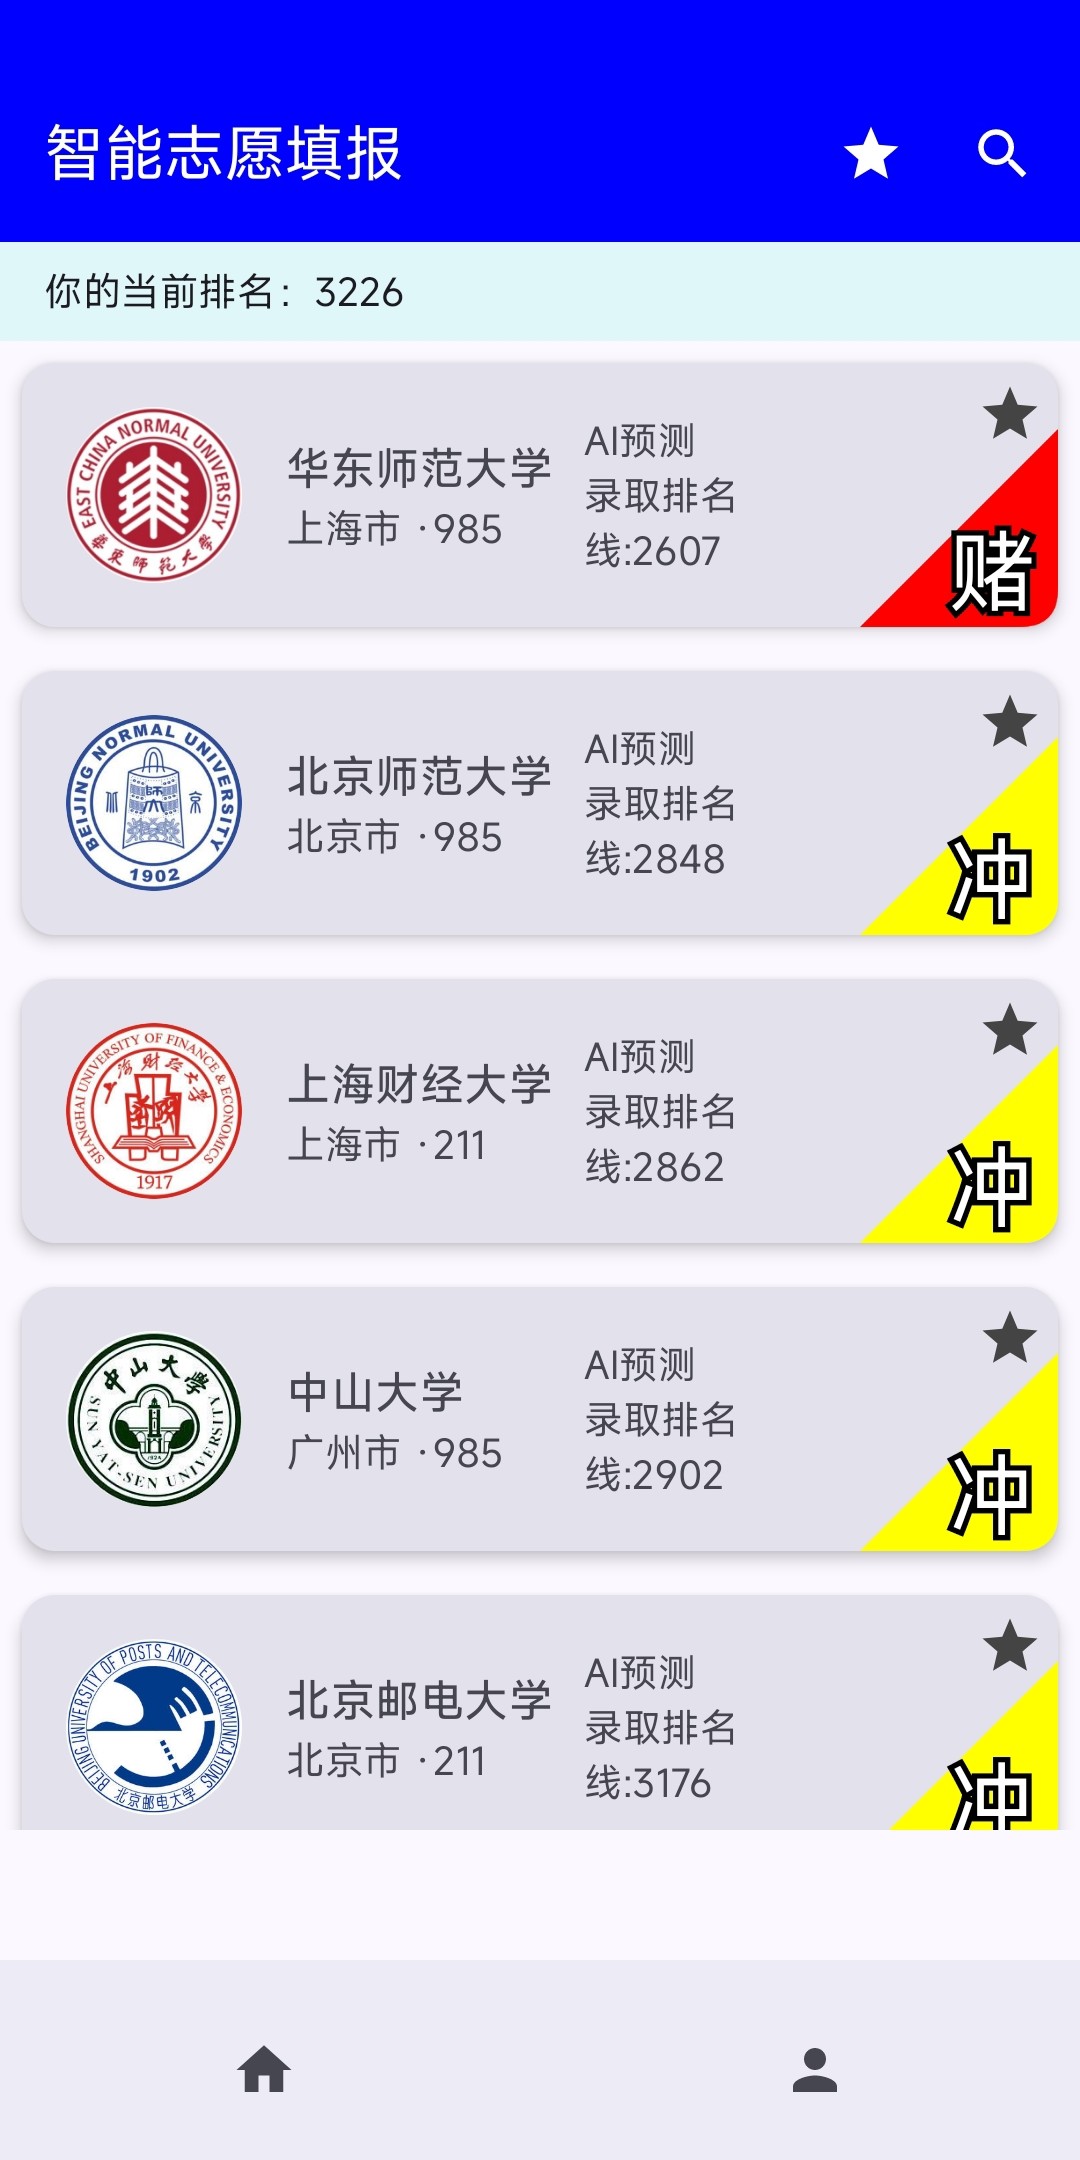 智能志愿填报
你的当前排名：3226
EAST CHINA NORMAL UNIVERSITY
華東師範大學
华东师范大学
上海市 ·985
AI预测
录取排名
线:2607
赌
BEIJING NORMAL UNIVERSITY
1902
北京师范大学
北京市 ·985
AI预测
录取排名
线:2848
冲
SHANGHAI UNIVERSITY OF FINANCE & ECONOMICS
上海财经大学
1917
上海财经大学
上海市 ·211
AI预测
录取排名
线:2862
冲
中山大學
SUN YAT-SEN UNIVERSITY
1924
中山大学
广州市 ·985
AI预测
录取排名
线:2902
冲
BEIJING UNIVERSITY OF POSTS AND TELECOMMUNICATIONS
北京邮电大学
北京邮电大学
北京市 ·211
AI预测
录取排名
线:3176
冲